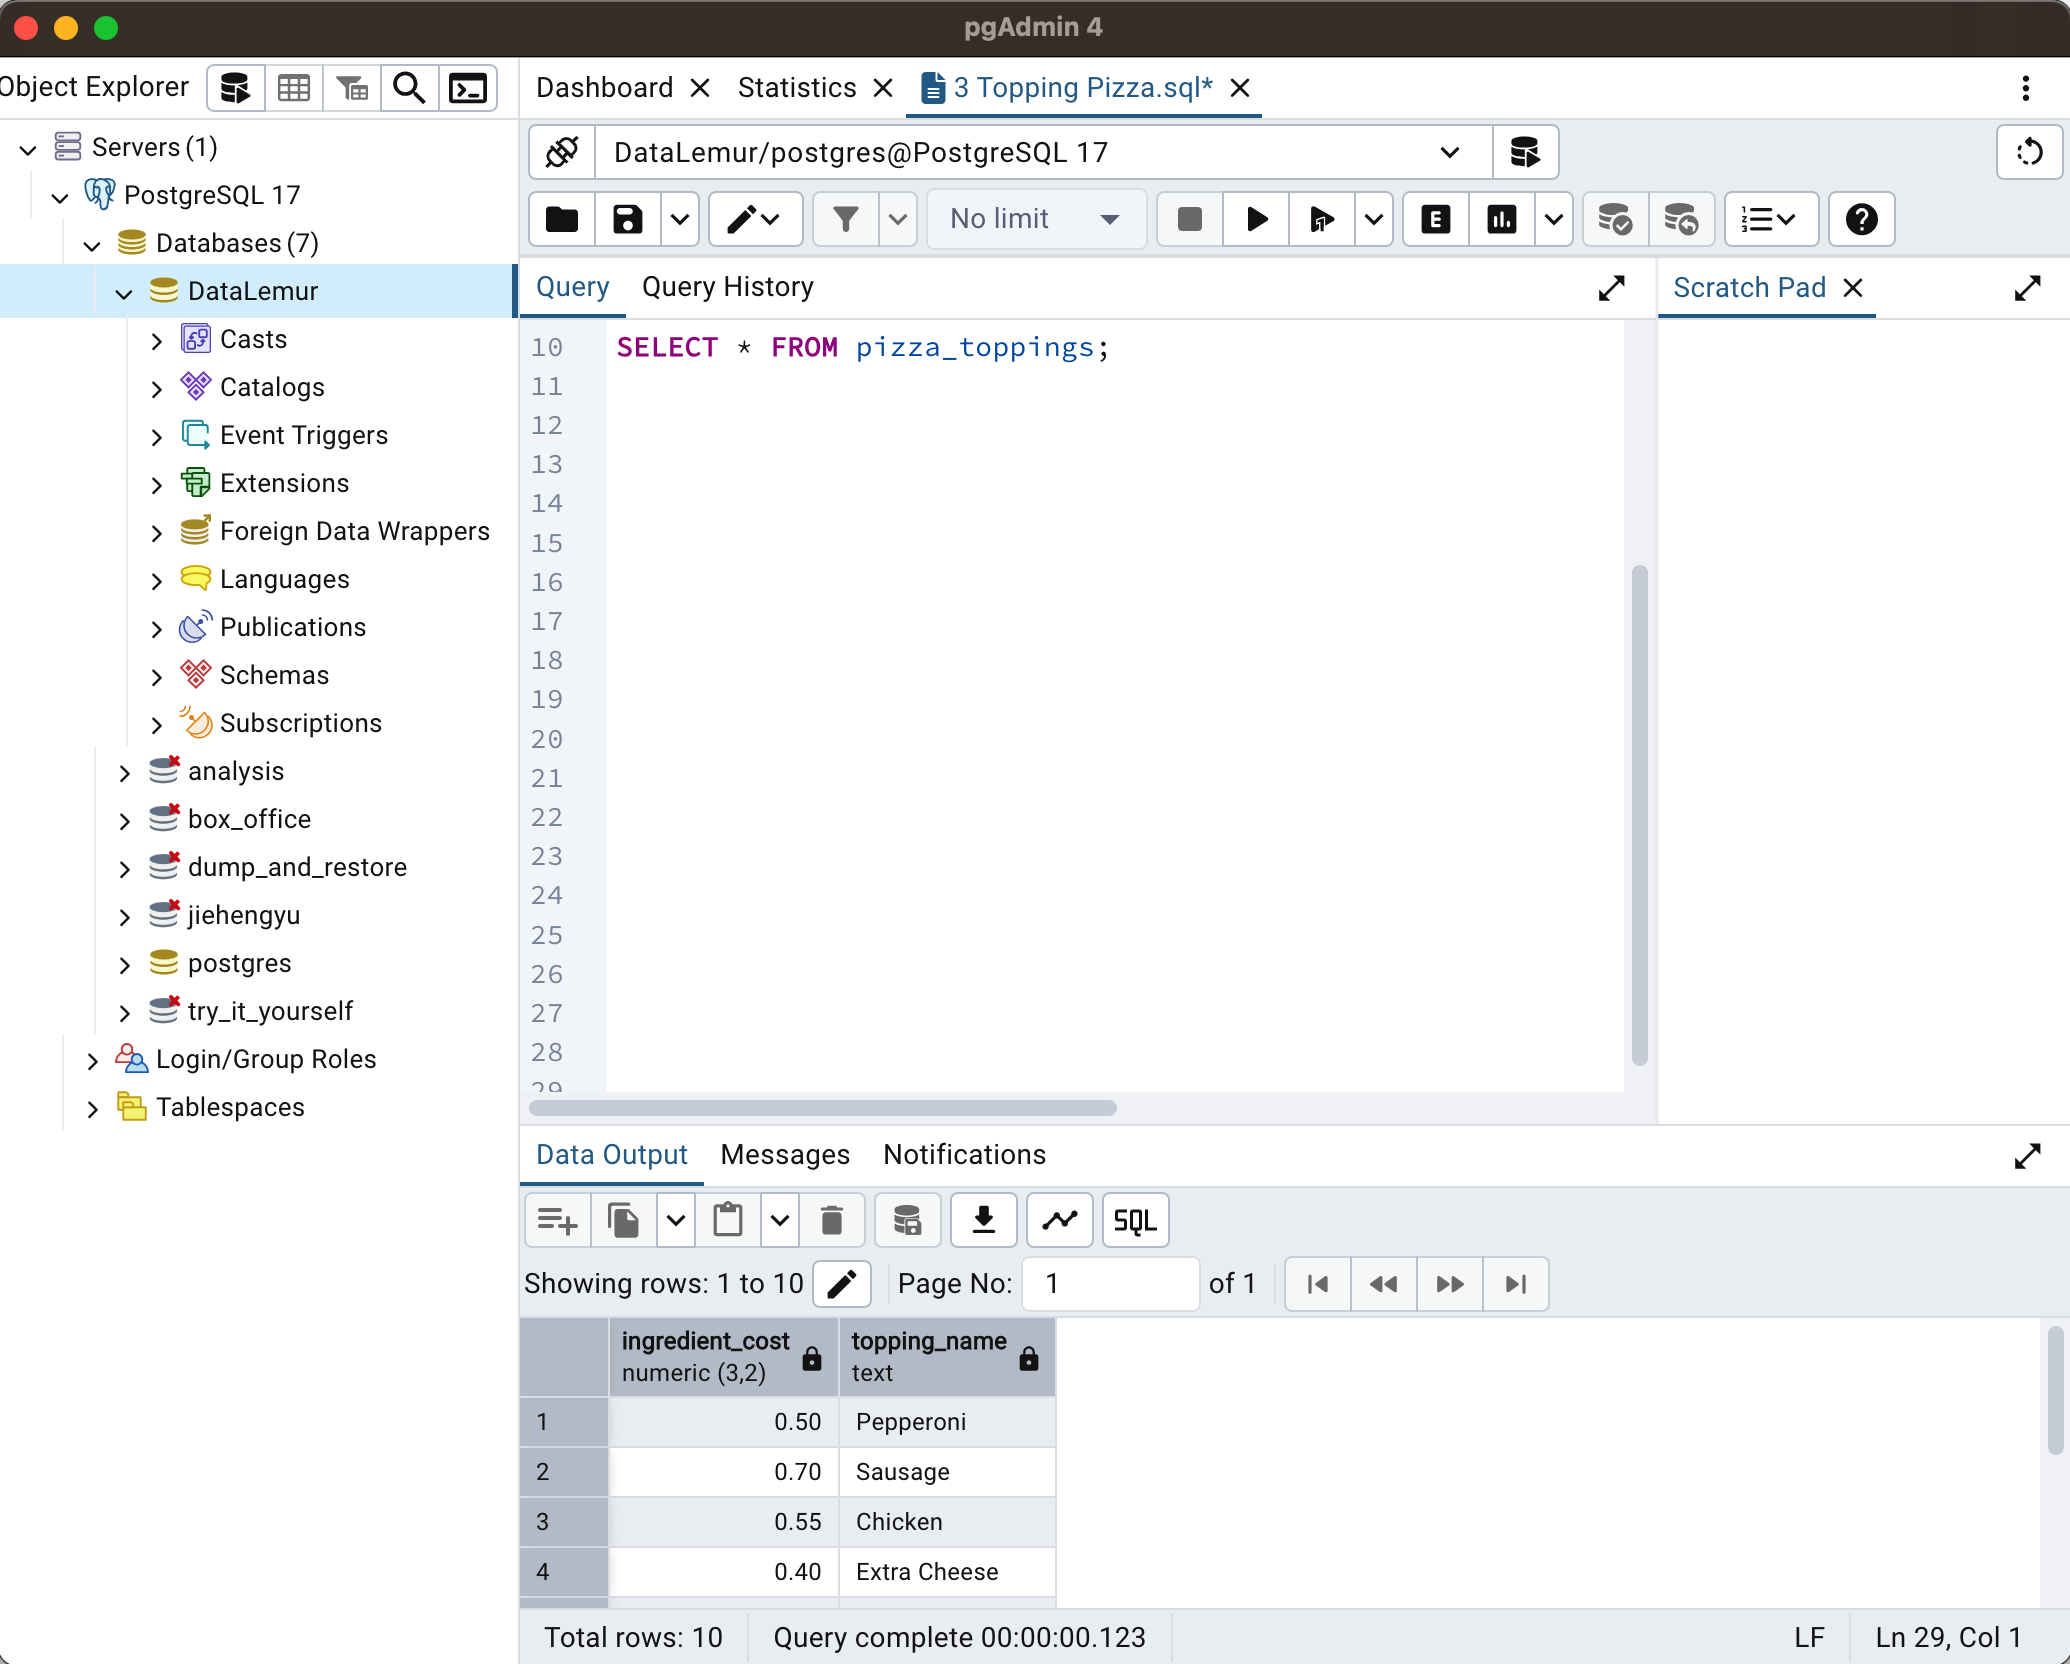 pgAdmin 4
Object Explorer
Dashboard
Statistics
3 Topping Pizza.sql*
Servers (1)
PostgreSQL 17
Databases (7)
DataLemur
Casts
Catalogs
Event Triggers
Extensions
Foreign Data Wrappers
Languages
Publications
Schemas
Subscriptions
analysis
box_office
dump_and_restore
jiehengyu
postgres
try_it_yourself
Login/Group Roles
Tablespaces
DataLemur/postgres@PostgreSQL 17
No limit
E
Query Query History
Scratch Pad
10 SELECT * FROM pizza_toppings;
11
12
13
14
15
16
17
18
19
20
21
22
23
24
25
26
27
28
29
Data Output Messages Notifications
SQL
Showing rows: 1 to 10 Page No: 1 of 1
ingredient_cost topping_name
numeric (3,2) text
1 0.50 Pepperoni
2 0.70 Sausage
3 0.55 Chicken
4 0.40 Extra Cheese
Total rows: 10 Query complete 00:00:00.123 LF Ln 29, Col 1